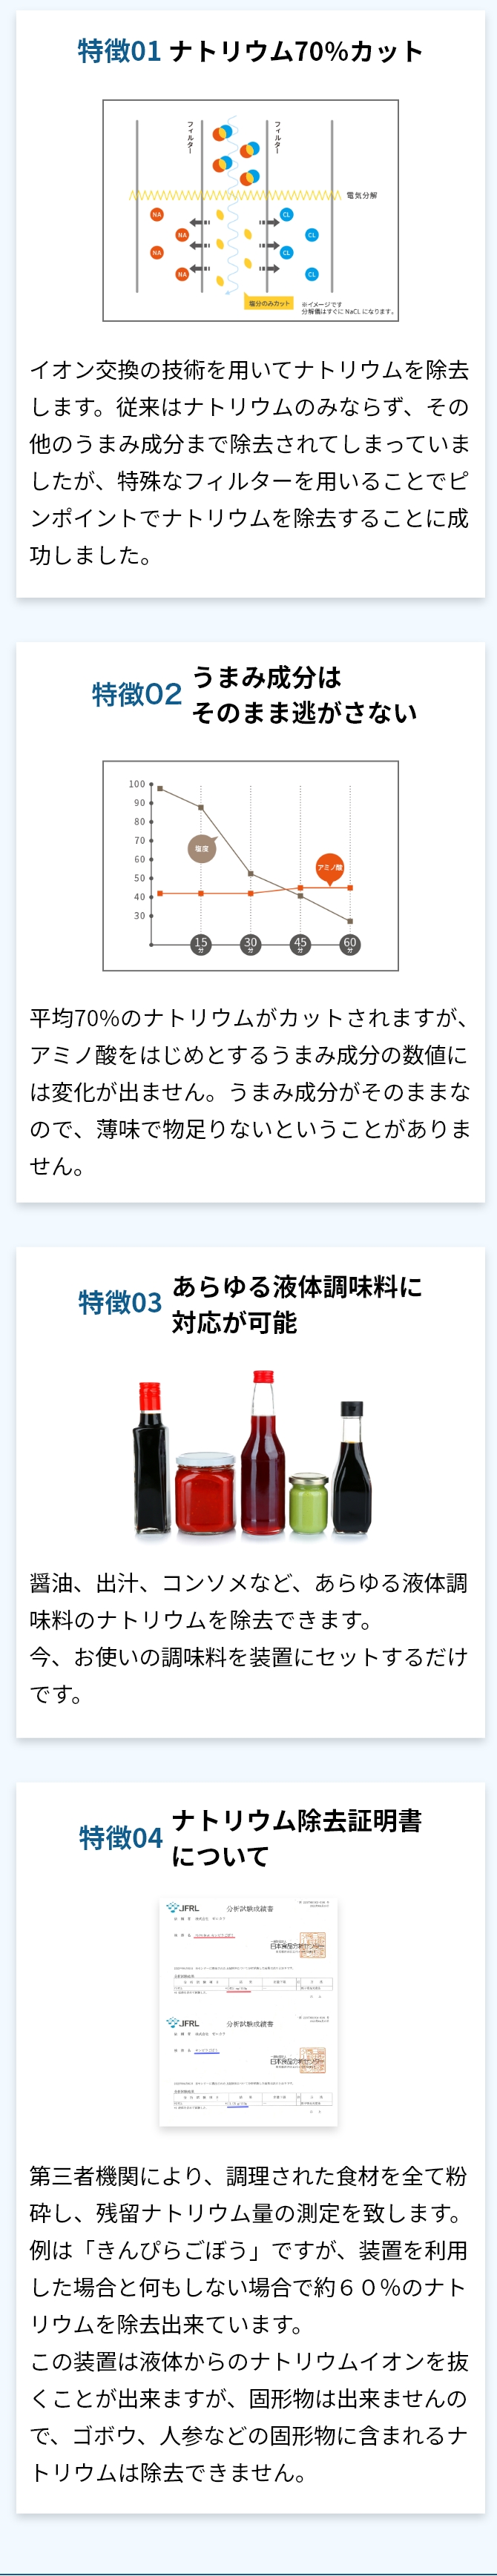 特徴01 ナトリウム70%カット
フィルター
フィルター
電気分解
NA
CL
NA
CL
NA
CL
NA
CL
塩分のみカット
※イメージです
分解儀はすぐに NaCL になります。
イオン交換の技術を用いてナトリウムを除去
します。従来はナトリウムのみならず、その
他のうまみ成分まで除去されてしまっていま
したが、特殊なフィルターを用いることでピ
ンポイントでナトリウムを除去することに成
功しました。
特徴02
うまみ成分は
そのまま逃がさない
100
90
80
70
60
50
40
30
塩度
アミノ酸
15分
30分
45分
60分
平均70%のナトリウムがカットされますが、
アミノ酸をはじめとするうまみ成分の数値に
は変化が出ません。うまみ成分がそのままな
ので、薄味で物足りないということがありま
せん。
特徴03
あらゆる液体調味料に
対応が可能
醤油、出汁、コンソメなど、あらゆる液体調
味料のナトリウムを除去できます。
今、お使いの調味料を装置にセットするだけ
です。
特徴04
ナトリウム除去証明書
について
JFRL
分析試験成績書
日本食品分析センター
JFRL
分析試験成績書
日本食品分析センター
第三者機関により、調理された食材を全て粉
砕し、残留ナトリウム量の測定を致します。
例は「きんぴらごぼう」ですが、装置を利用
した場合と何もしない場合で約６０%のナト
リウムを除去出来ています。
この装置は液体からのナトリウムイオンを抜
くことが出来ますが、固形物は出来ませんの
で、ゴボウ、人参などの固形物に含まれるナ
トリウムは除去できません。